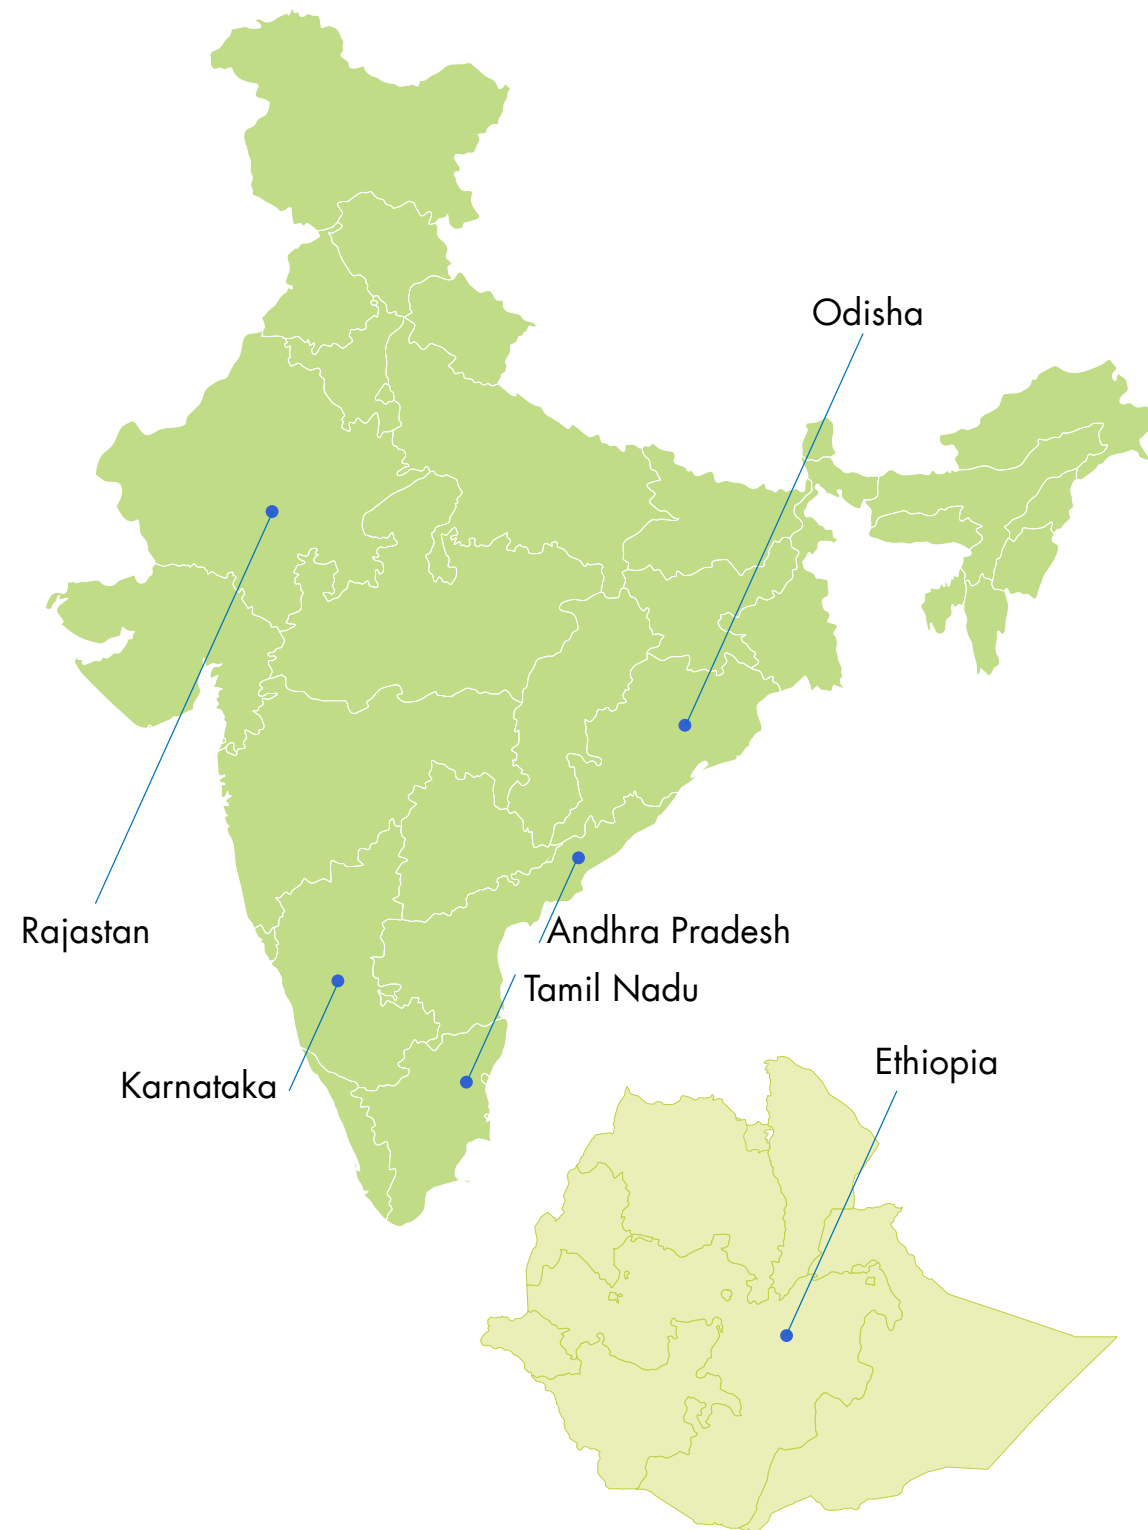 Odisha
Rajastan
Andhra Pradesh
Tamil Nadu
Karnataka
Ethiopia